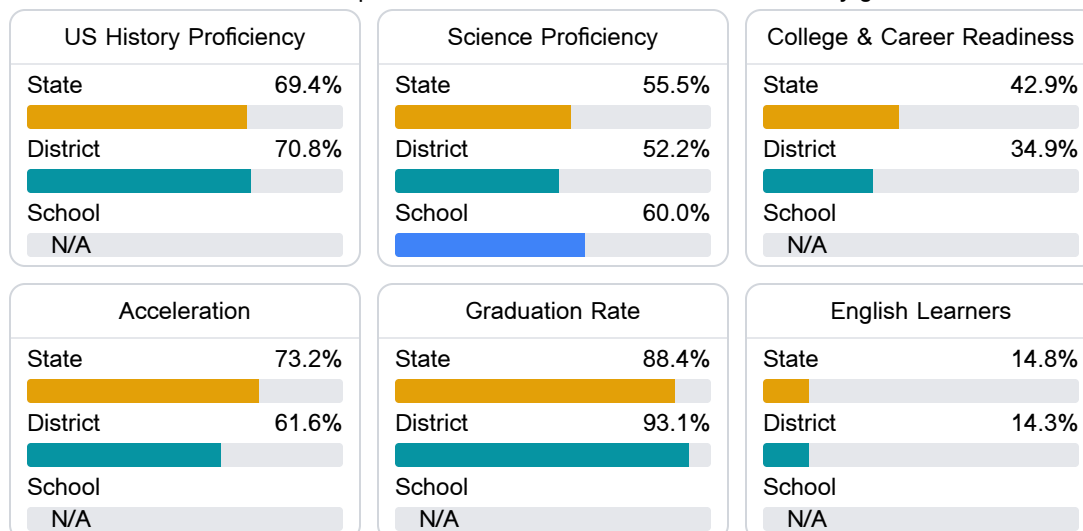 US History Proficiency
State 69.4%
District 70.8%
School
N/A
Science Proficiency
State 55.5%
District 52.2%
School 60.0%
College & Career Readiness
State 42.9%
District 34.9%
School
N/A
Acceleration
State 73.2%
District 61.6%
School
N/A
Graduation Rate
State 88.4%
District 93.1%
School
N/A
English Learners
State 14.8%
District 14.3%
School
N/A